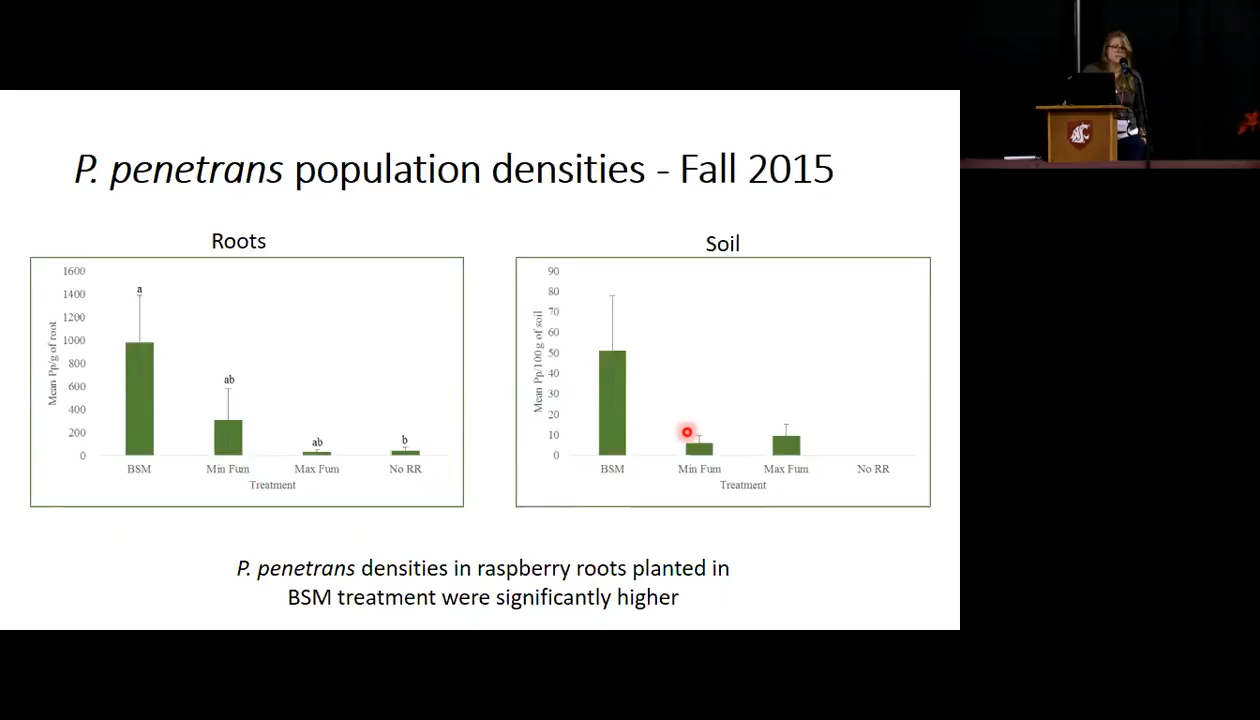 P. penetrans population densities - Fall 2015
Roots
1600
1400
1200
1000
800
600
400
200
0
Mean Pp/g of root
a
ab
ab
b
BSM
Min Fum
Max Fum
No RR
Treatment
Soil
90
80
70
60
50
40
30
20
10
0
Mean Pp/100 g of soil
BSM
Min Fum
Max Fum
No RR
Treatment
P. penetrans densities in raspberry roots planted in
BSM treatment were significantly higher